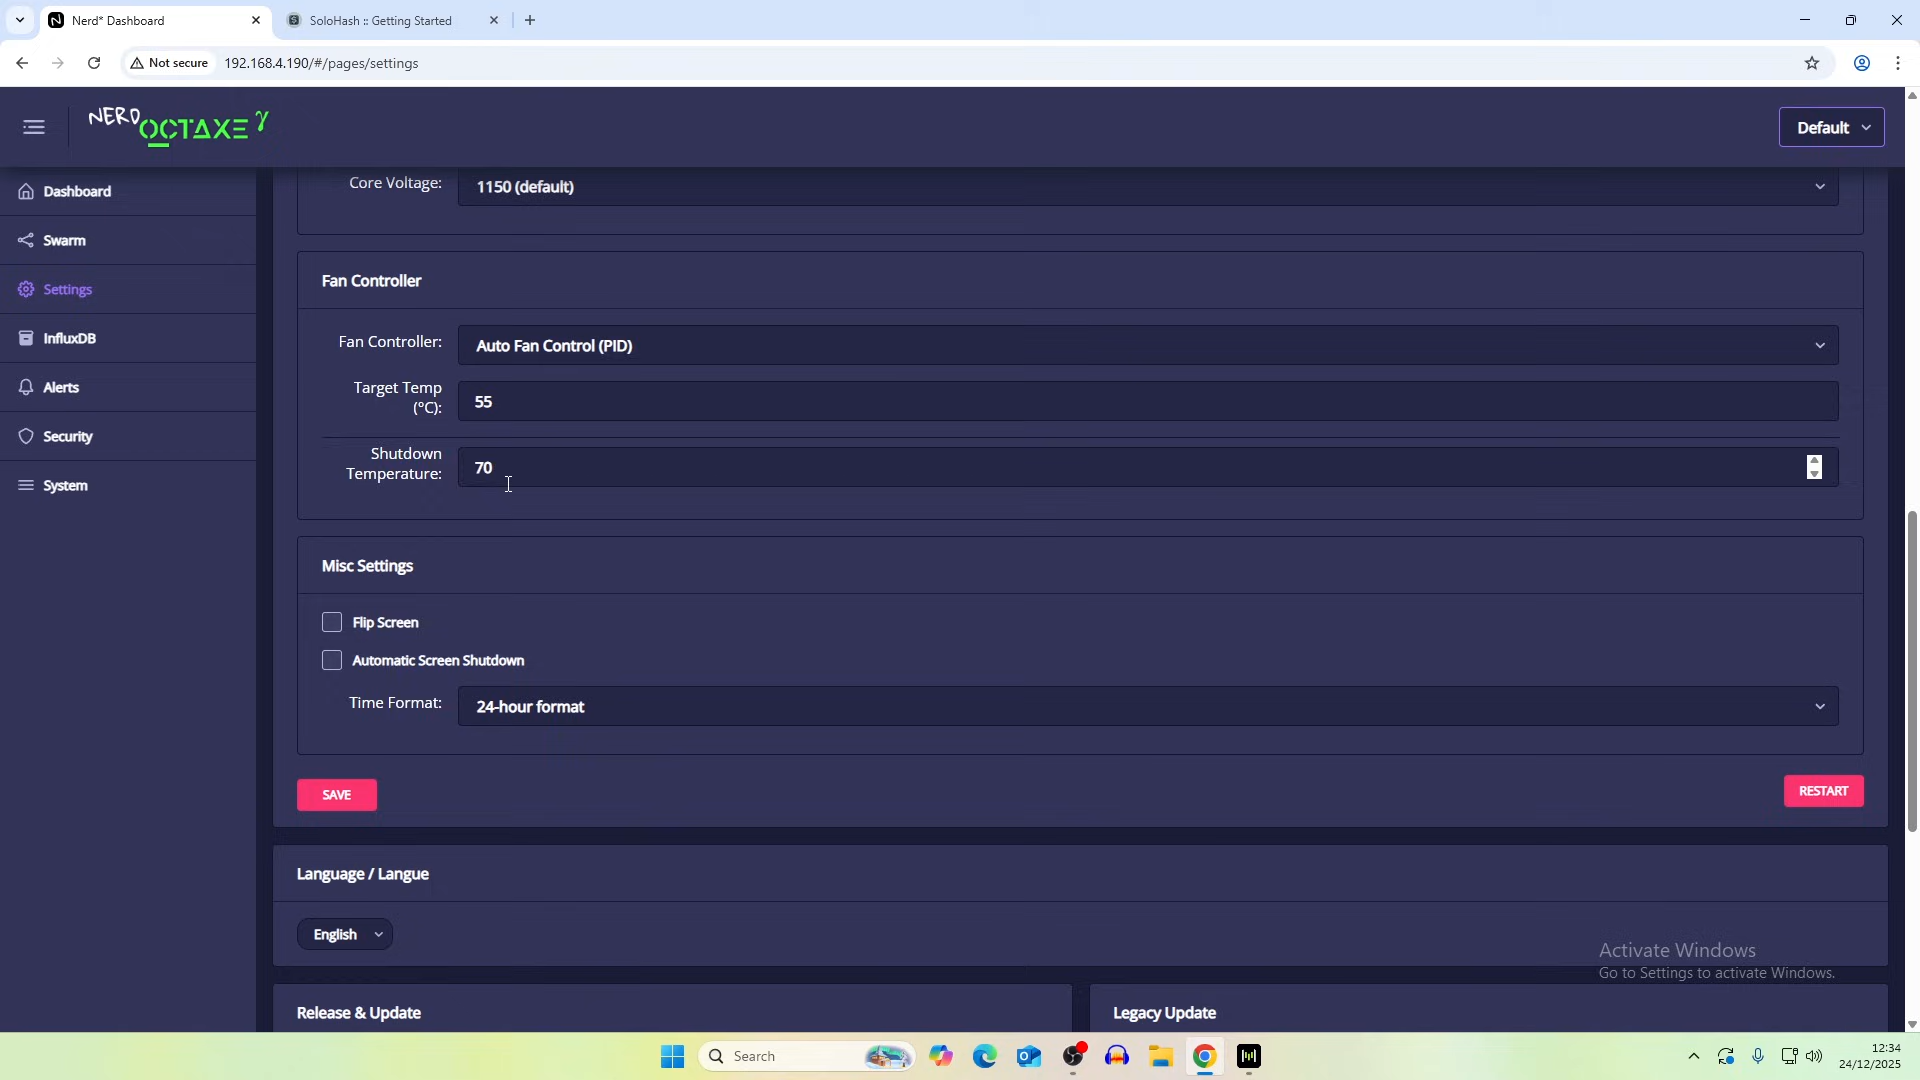 Nerd* Dashboard
SoloHash :: Getting Started
Not secure
192.168.4.190/#/pages/settings
NERD OCTAXE γ
Default
Dashboard
Swarm
Settings
InfluxDB
Alerts
Security
System
Core Voltage:
1150 (default)
Fan Controller
Fan Controller:
Auto Fan Control (PID)
Target Temp
(°C):
55
Shutdown
Temperature:
70
Misc Settings
Flip Screen
Automatic Screen Shutdown
Time Format:
24-hour format
SAVE
RESTART
Language / Langue
English
Activate Windows
Go to Settings to activate Windows.
Release & Update
Legacy Update
Search
12:34
24/12/2025